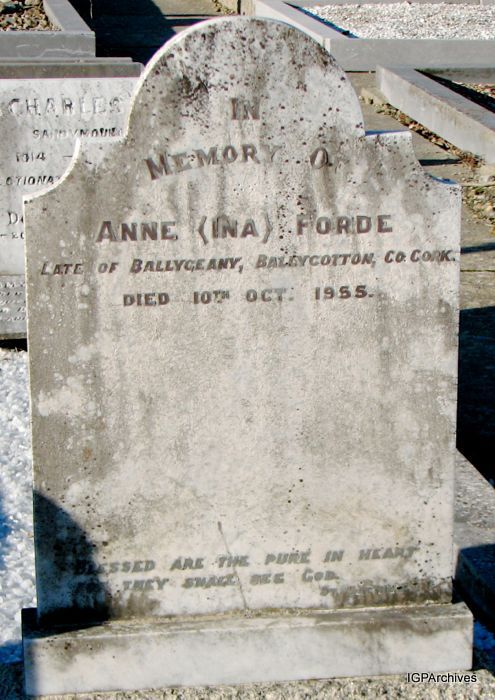 IN
MEMORY O
ANNE (INA) FORDE
LATE OF BALLYGEANY, BALLYCOTTON, CO. CORK.
DIED 10TH OCT. 1955.
BLESSED ARE THE PURE IN HEART
THEY SHALL SEE GOD.
CHARLES
SANDYMOUNT
1914
IGPArchives